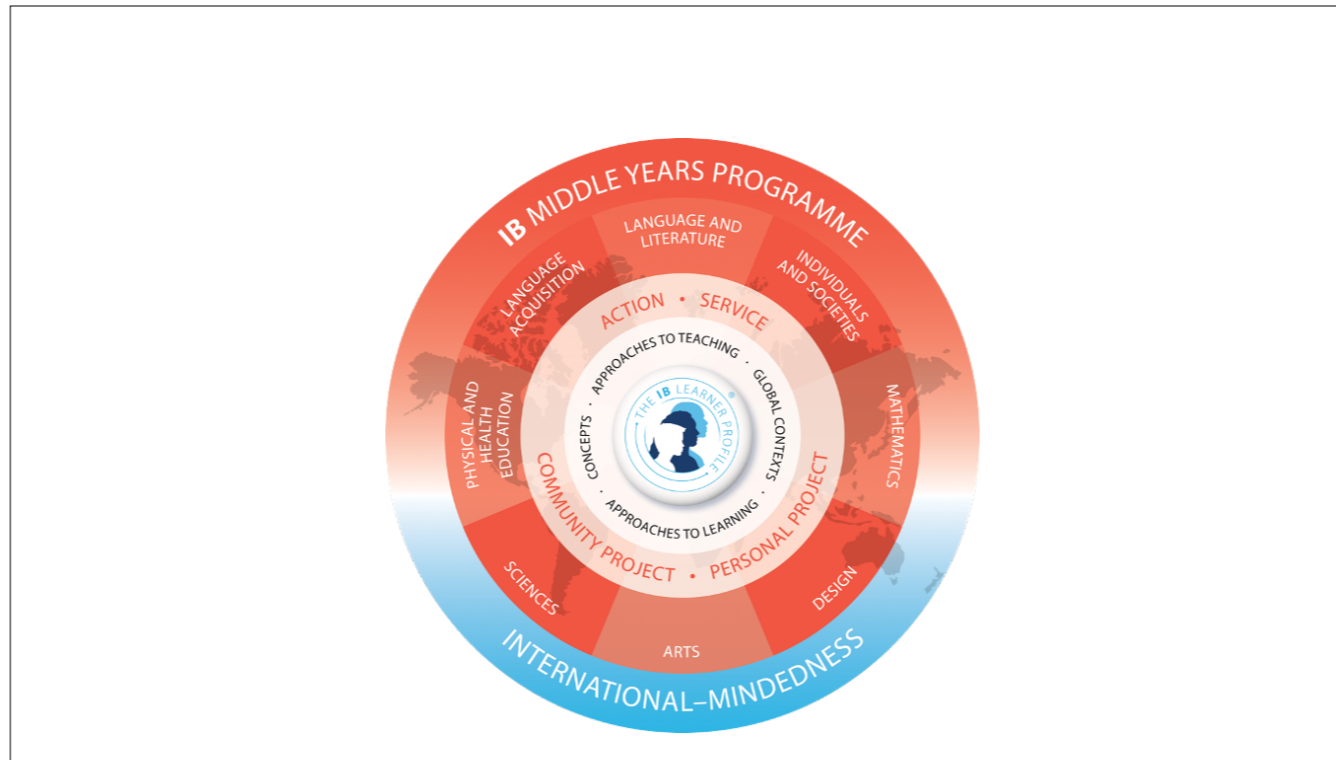 IB MIDDLE YEARS PROGRAMME
LANGUAGE AND
LITERATURE
INDIVIDUALS
AND SOCIETIES
MATHEMATICS
DESIGN
ARTS
SCIENCES
PHYSICAL AND
HEALTH
EDUCATION
LANGUAGE
ACQUISITION
ACTION • SERVICE
COMMUNITY PROJECT • PERSONAL PROJECT
APPROACHES TO TEACHING · GLOBAL CONTEXTS ·
APPROACHES TO LEARNING · CONCEPTS ·
THE IB LEARNER PROFILE ®
INTERNATIONAL–MINDEDNESS